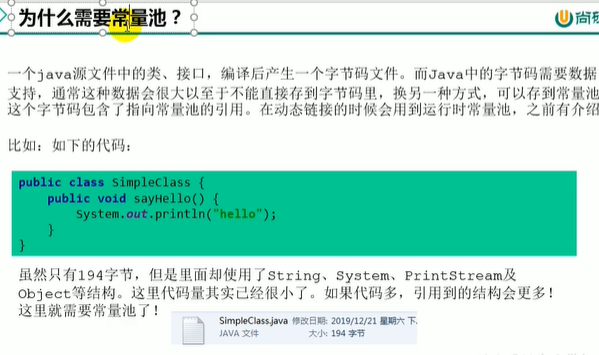 为什么需要常量池？
尚硅
一个java源文件中的类、接口，编译后产生一个字节码文件。而Java中的字节码需要数据
支持，通常这种数据会很大以至于不能直接存到字节码里，换另一种方式，可以存到常量池
这个字节码包含了指向常量池的引用。在动态链接的时候会用到运行时常量池，之前有介绍
比如：如下的代码：
public class SimpleClass {
public void sayHello() {
System.out.println("hello");
}
}
虽然只有194字节，但是里面却使用了String、System、PrintStream及
Object等结构。这里代码量其实已经很小了。如果代码多，引用到的结构会更多！
这里就需要常量池了！
SimpleClass.java 修改日期: 2019/12/21 星期六 下.
JAVA 文件 大小: 194 字节